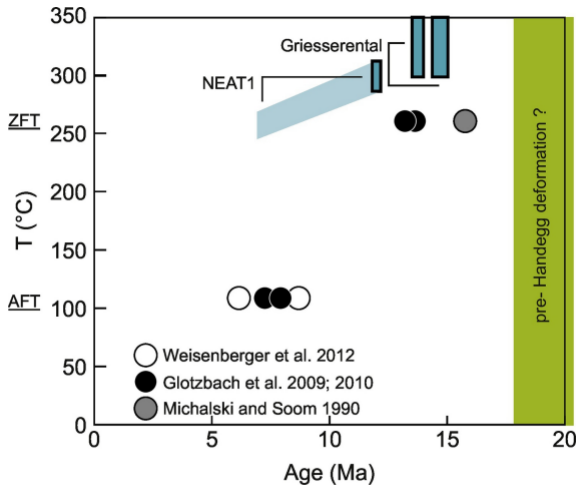 350
300
250
200
150
100
50
0
ZFT
AFT
T (°C)
Griesserental
NEAT1
pre- Handegg deformation ?
Weisenberger et al. 2012
Glotzbach et al. 2009; 2010
Michalski and Soom 1990
0 5 10 15 20
Age (Ma)